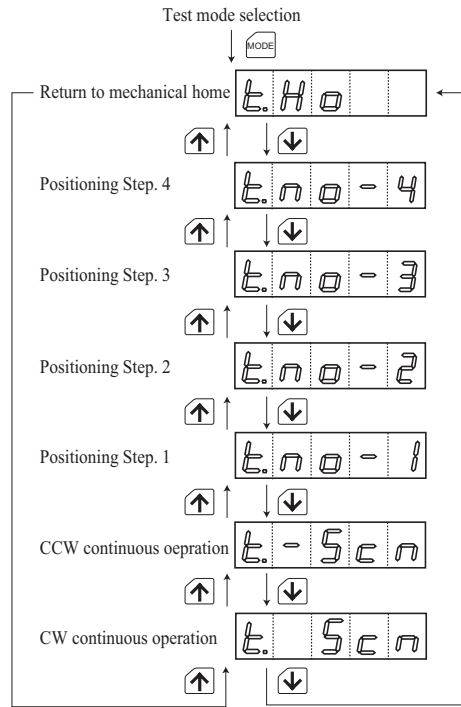 Test mode selection
MODE
Return to mechanical home t.Ho
Positioning Step. 4 t.no-4
Positioning Step. 3 t.no-3
Positioning Step. 2 t.no-2
Positioning Step. 1 t.no-1
CCW continuous oepration t.-Scn
CW continuous operation t. Scn